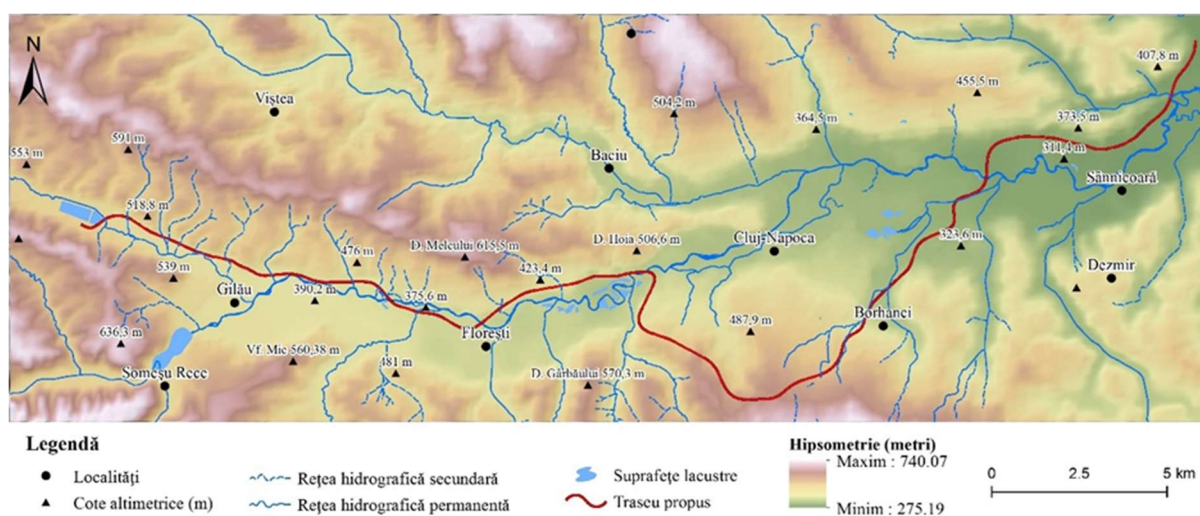 N
407,8 m
455,5 m
Viștea
504,2 m
364,5 m
373,5 m
591 m
311,4 m
553 m
Baciu
Sânnicoară
518,8 m
D. Melcului 615,5 m
D. Hoia 506,6 m
Cluj-Napoca
323,6 m
476 m
539 m
423,4 m
Dezmir
Gilău
390,2 m
375,6 m
Borhanci
487,9 m
636,3 m
Florești
Vf. Mic 560,38 m
481 m
D. Gârbăului 570,3 m
Someșu Rece
Legendă
Localități
Cote altimetrice (m)
Rețea hidrografică secundară
Rețea hidrografică permanentă
Suprafețe lacustre
Traseu propus
Hipsometrie (metri)
Maxim : 740.07
Minim : 275.19
0 2.5 5 km